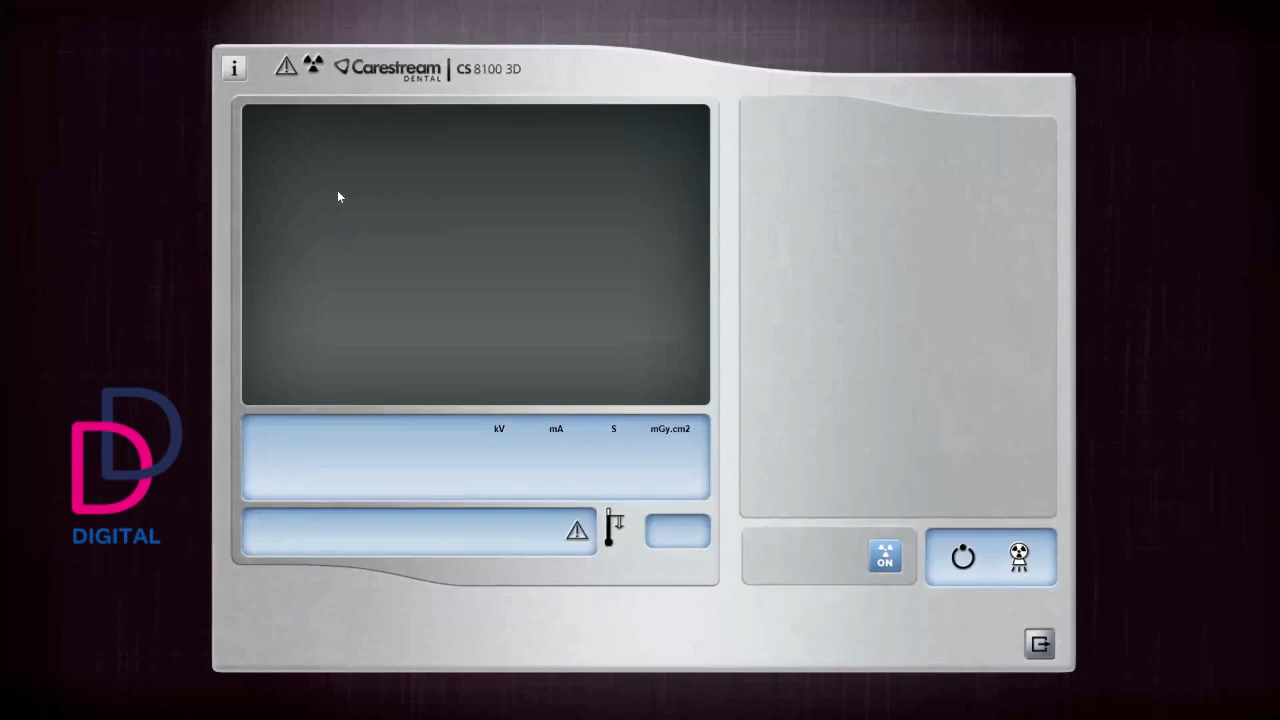 i
Carestream
DENTAL
CS 8100 3D
kV mA S mGy.cm2
ON
DIGITAL